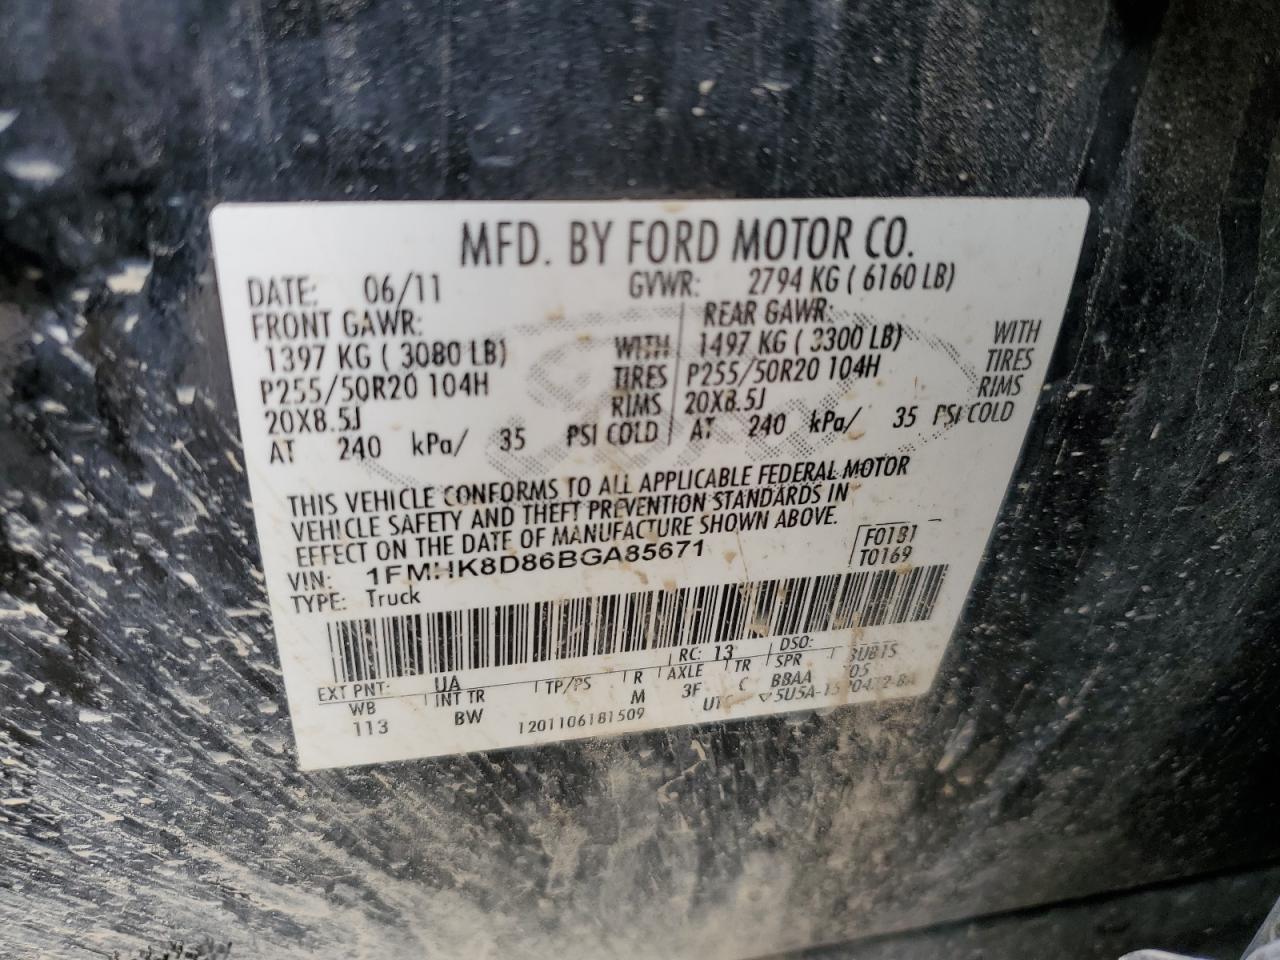 MFD. BY FORD MOTOR CO.
DATE: 06/11 GVWR: 2794 KG ( 6160 LB)
FRONT GAWR: REAR GAWR:
1397 KG ( 3080 LB) WITH 1497 KG ( 3300 LB) WITH
P255/50R20 104H TIRES P255/50R20 104H TIRES
20X8.5J RIMS 20X8.5J RIMS
AT 240 kPa/ 35 PSI COLD AT 240 kPa/ 35 PSI COLD
THIS VEHICLE CONFORMS TO ALL APPLICABLE FEDERAL MOTOR
VEHICLE SAFETY AND THEFT PREVENTION STANDARDS IN
EFFECT ON THE DATE OF MANUFACTURE SHOWN ABOVE.
VIN: 1FMHK8D86BGA85671 F0181
TYPE: Truck T0169
EXT PNT: UA RC: 13 DSO:
WB INT TR TP/PS R AXLE TR SPR
113 BW M 3F C BBAA
1201106181509